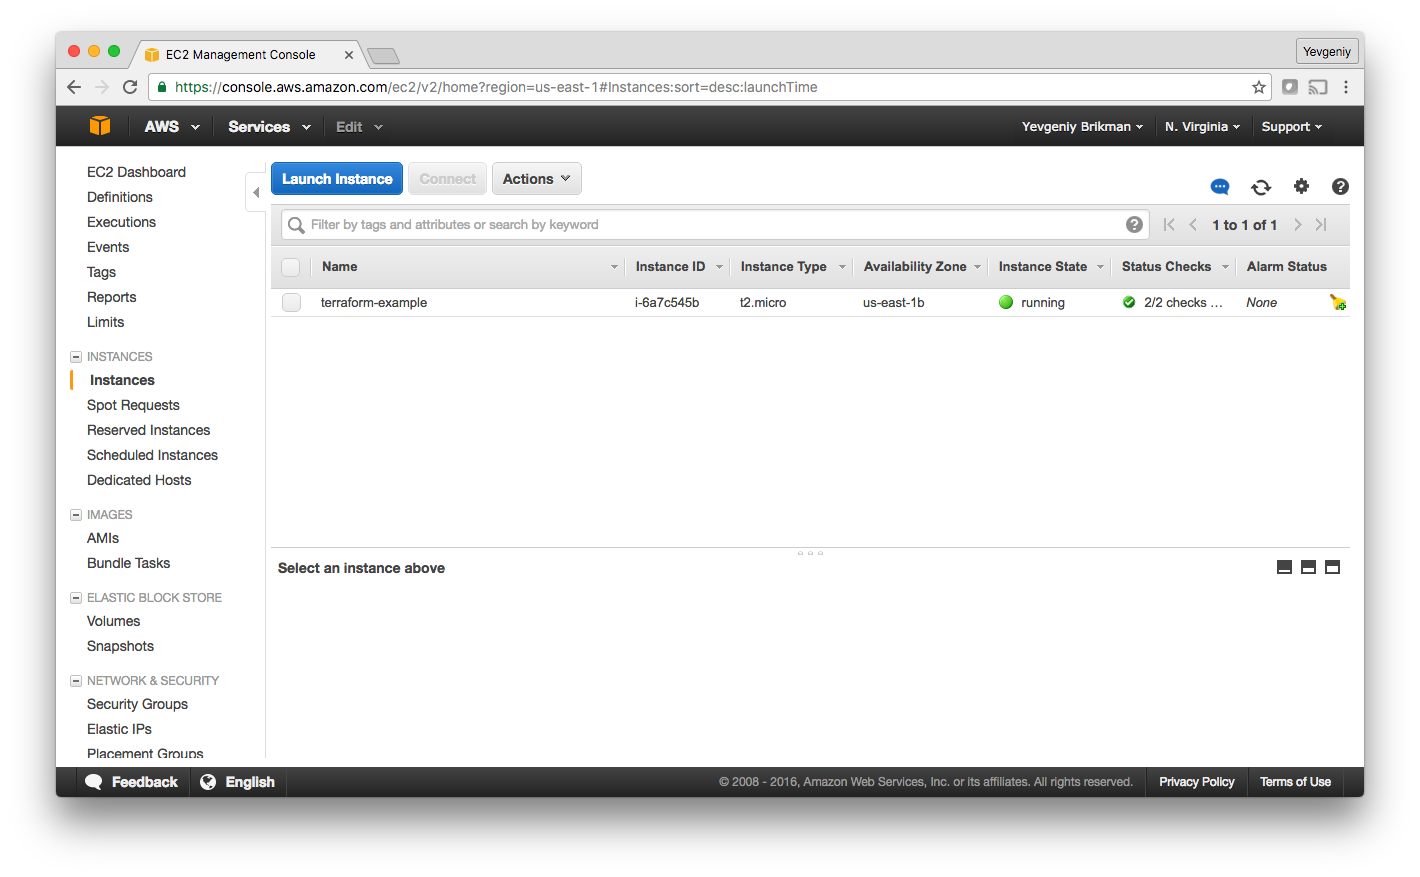 EC2 Management Console
Yevgeniy
https://console.aws.amazon.com/ec2/v2/home?region=us-east-1#Instances:sort=desc:launchTime
AWS Services Edit Yevgeniy Brikman N. Virginia Support
EC2 Dashboard
Definitions
Executions
Events
Tags
Reports
Limits
INSTANCES
Instances
Spot Requests
Reserved Instances
Scheduled Instances
Dedicated Hosts
IMAGES
AMIs
Bundle Tasks
ELASTIC BLOCK STORE
Volumes
Snapshots
NETWORK & SECURITY
Security Groups
Elastic IPs
Placement Groups
Launch Instance Connect Actions
Filter by tags and attributes or search by keyword
1 to 1 of 1
Name Instance ID Instance Type Availability Zone Instance State Status Checks Alarm Status
terraform-example i-6a7c545b t2.micro us-east-1b running 2/2 checks ... None
Select an instance above
Feedback English © 2008 - 2016, Amazon Web Services, Inc. or its affiliates. All rights reserved. Privacy Policy Terms of Use